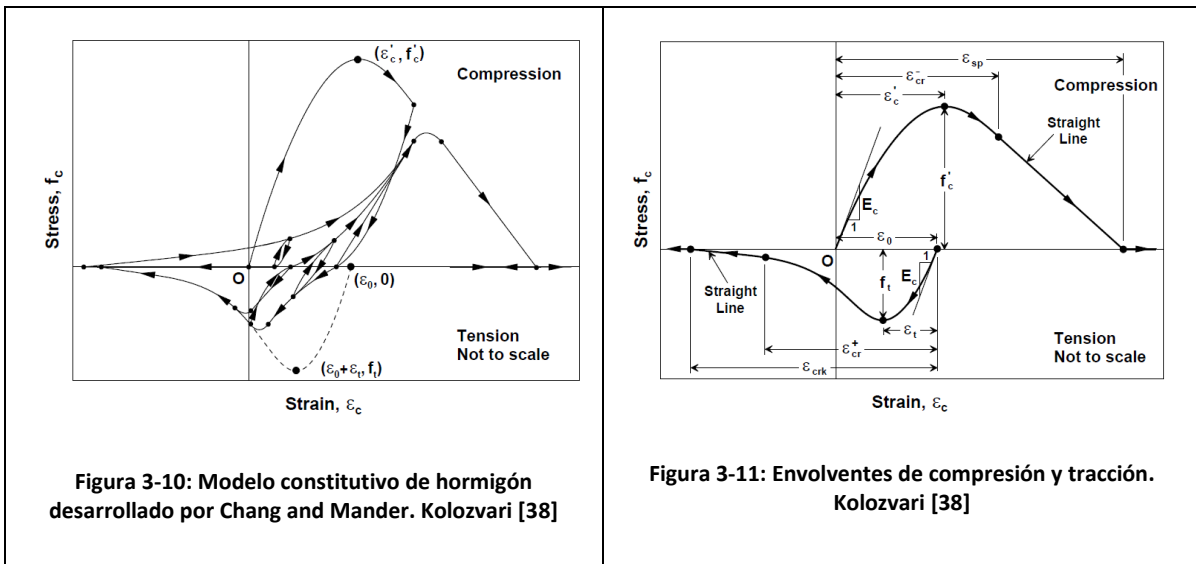 (ε'c, f'c)
Compression
Stress, fc
O
(ε0, 0)
Tension
Not to scale
(ε0+εt, ft)
Strain, εc
Figura 3-10: Modelo constitutivo de hormigón
desarrollado por Chang and Mander. Kolozvari [38]
εsp
ε-cr
Compression
ε'c
Straight
Line
Stress, fc
f'c
Ec
1
ε0
O
1
ft
Ec
Straight
Line
εt
Tension
Not to scale
ε+cr
εcrk
Strain, εc
Figura 3-11: Envolventes de compresión y tracción.
Kolozvari [38]